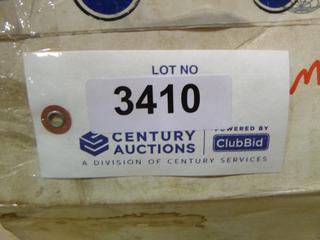 LOT NO
3410
CENTURY
AUCTIONS
POWERED BY
ClubBid
A DIVISION OF CENTURY SERVICES